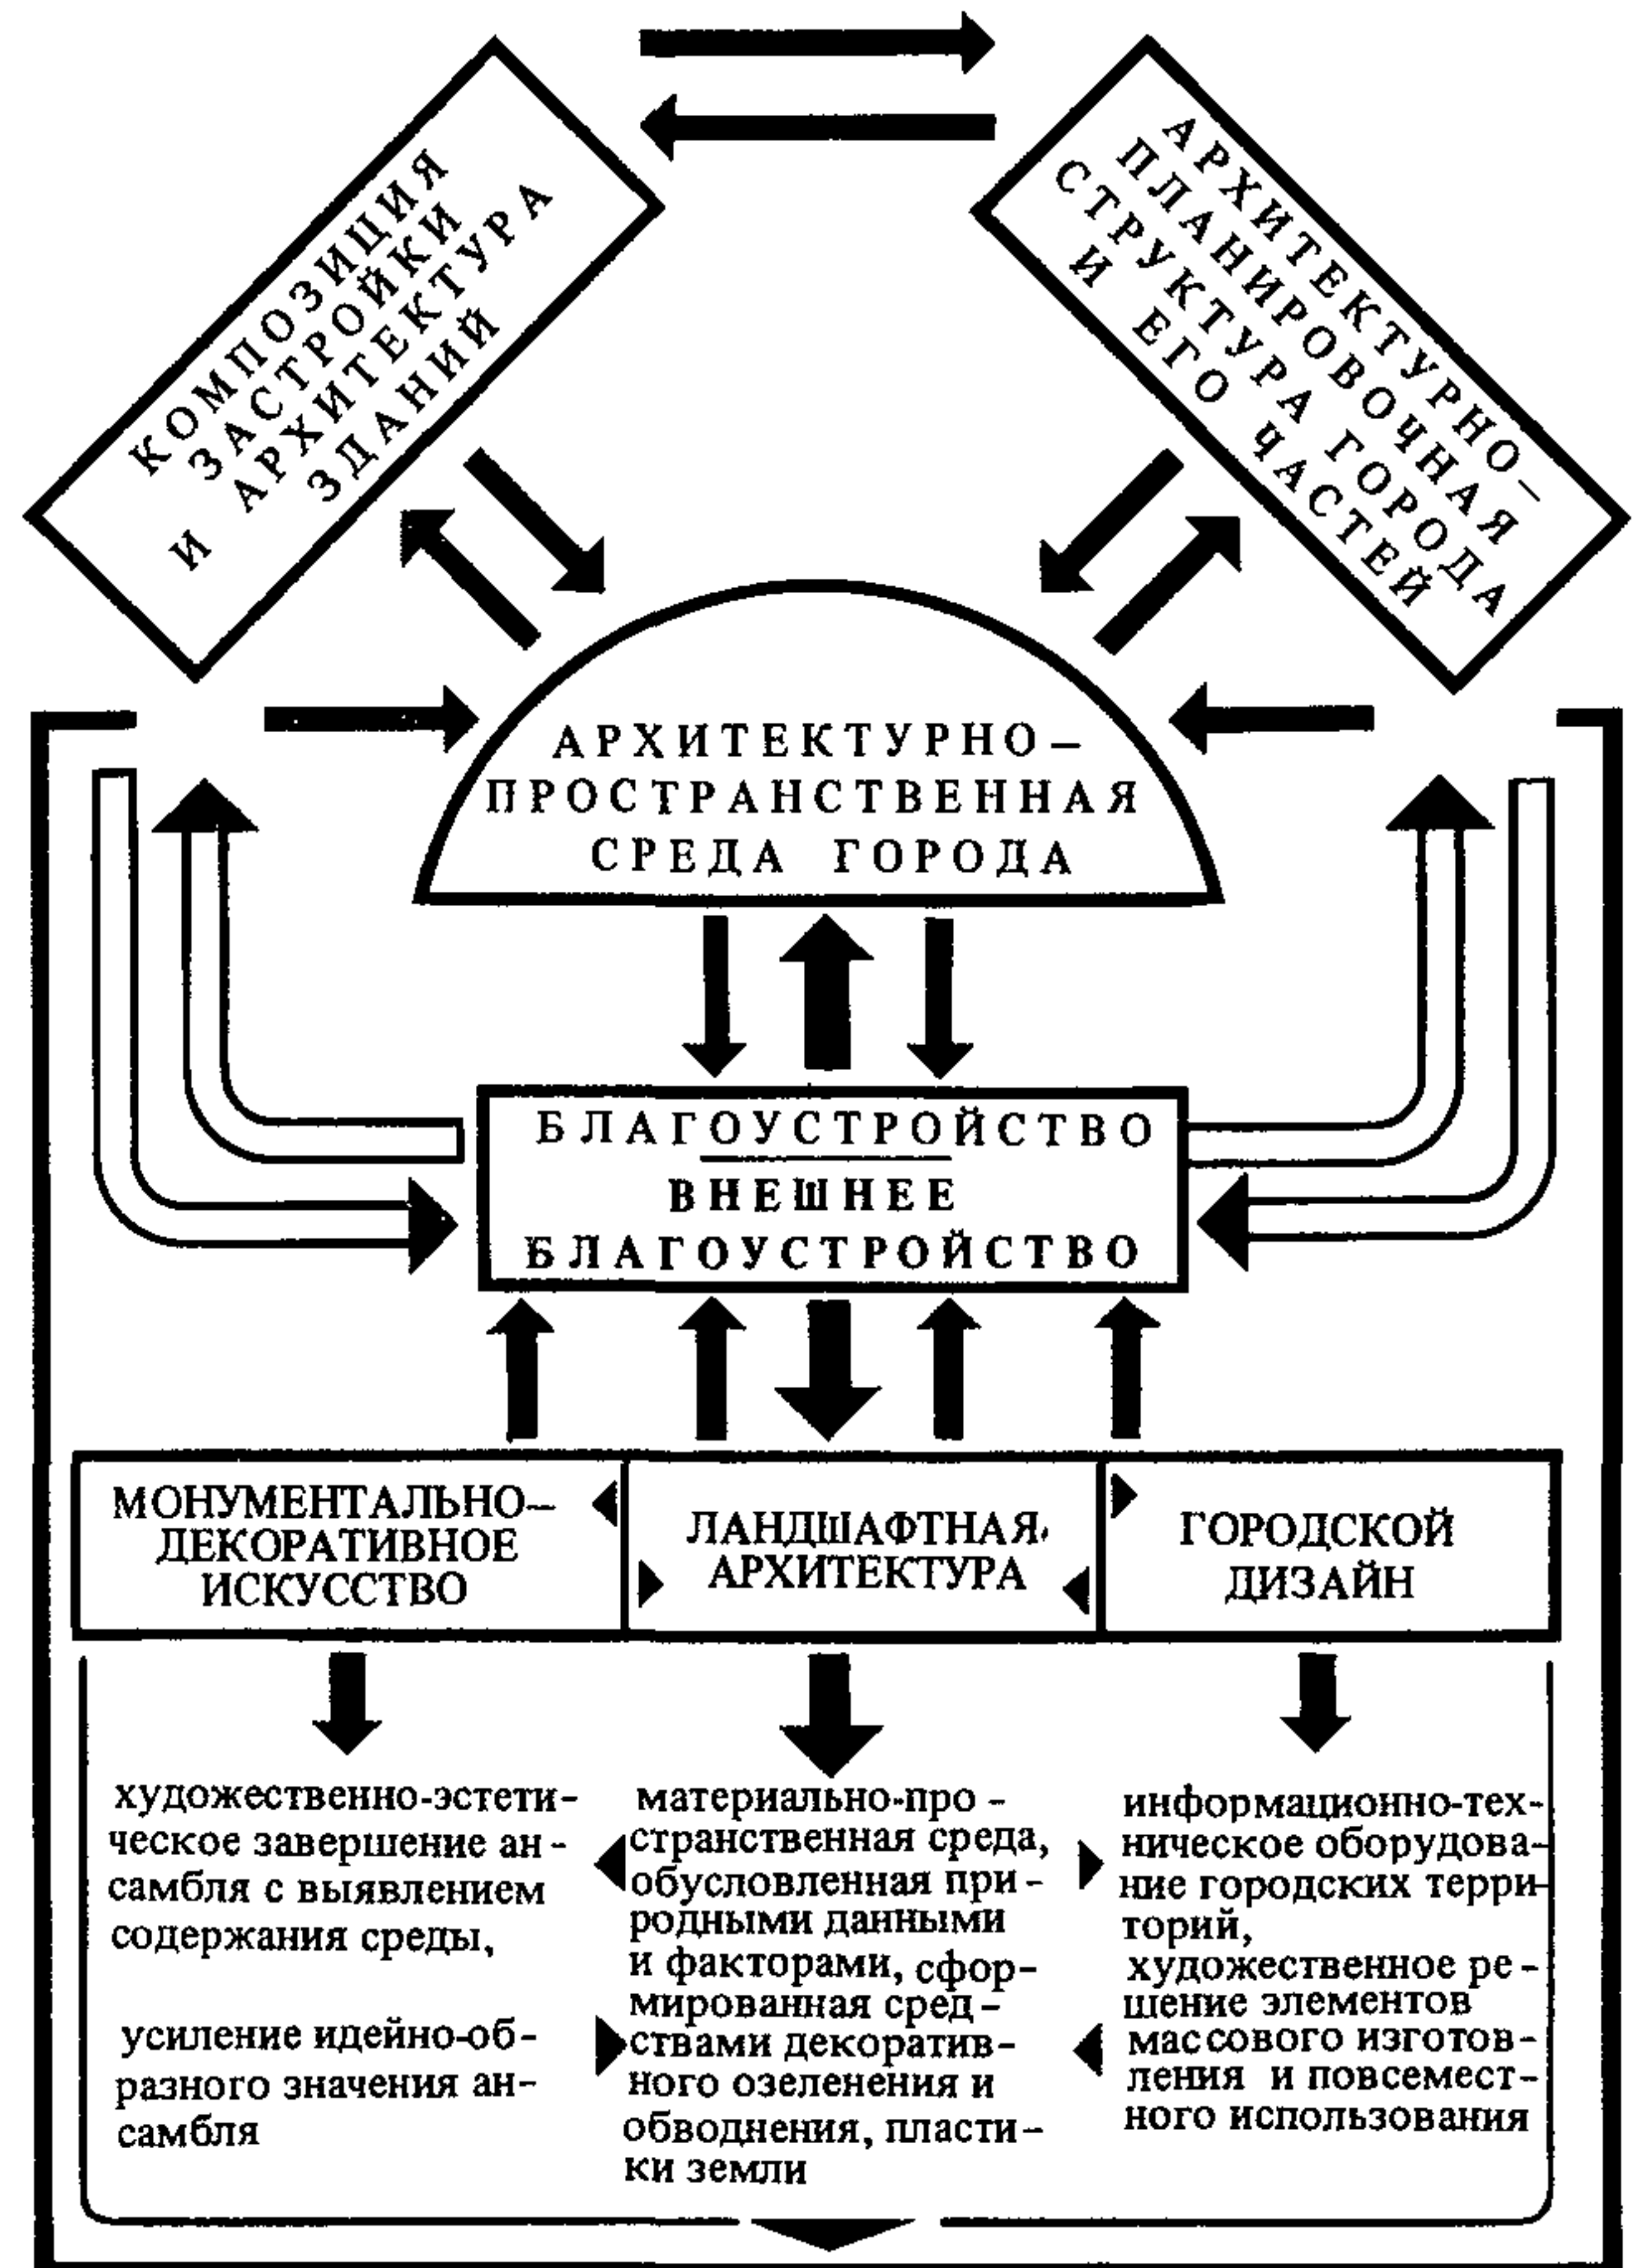 КОМПОЗИЦИЯ
ЗАСТРОЙКИ
И АРХИТЕКТУРА
ЗДАНИЙ
АРХИТЕКТУРНО–
ПЛАНИРОВОЧНАЯ
СТРУКТУРА ГОРОДА
И ЕГО ЧАСТЕЙ
АРХИТЕКТУРНО–
ПРОСТРАНСТВЕННАЯ
СРЕДА ГОРОДА
БЛАГОУСТРОЙСТВО
ВНЕШНЕЕ
БЛАГОУСТРОЙСТВО
МОНУМЕНТАЛЬНО–
ДЕКОРАТИВНОЕ
ИСКУССТВО
ЛАНДШАФТНАЯ
АРХИТЕКТУРА
ГОРОДСКОЙ
ДИЗАЙН
художественно-эстети-
ческое завершение ан-
самбля с выявлением
содержания среды,
усиление идейно-об-
разного значения ан-
самбля
материально-про-
странственная среда,
обусловленная при-
родными данными
и факторами, сфор-
мированная сред-
ствами декоратив-
ного озеленения и
обводнения, пласти-
ки земли
информационно-тех-
ническое оборудова-
ние городских терри-
торий,
художественное ре-
шение элементов
массового изготов-
ления и повсемест-
ного использования